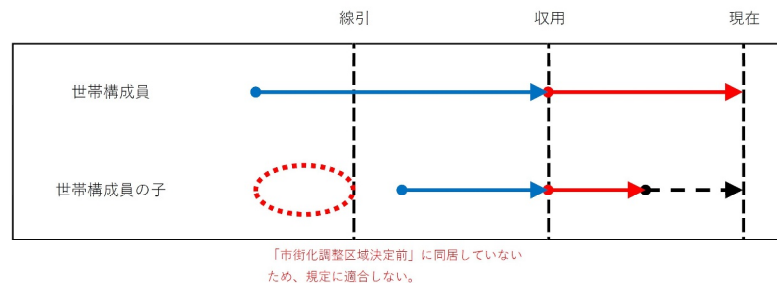 線引 収用 現在
世帯構成員
世帯構成員の子
「市街化調整区域決定前」に同居していない
ため、規定に適合しない。